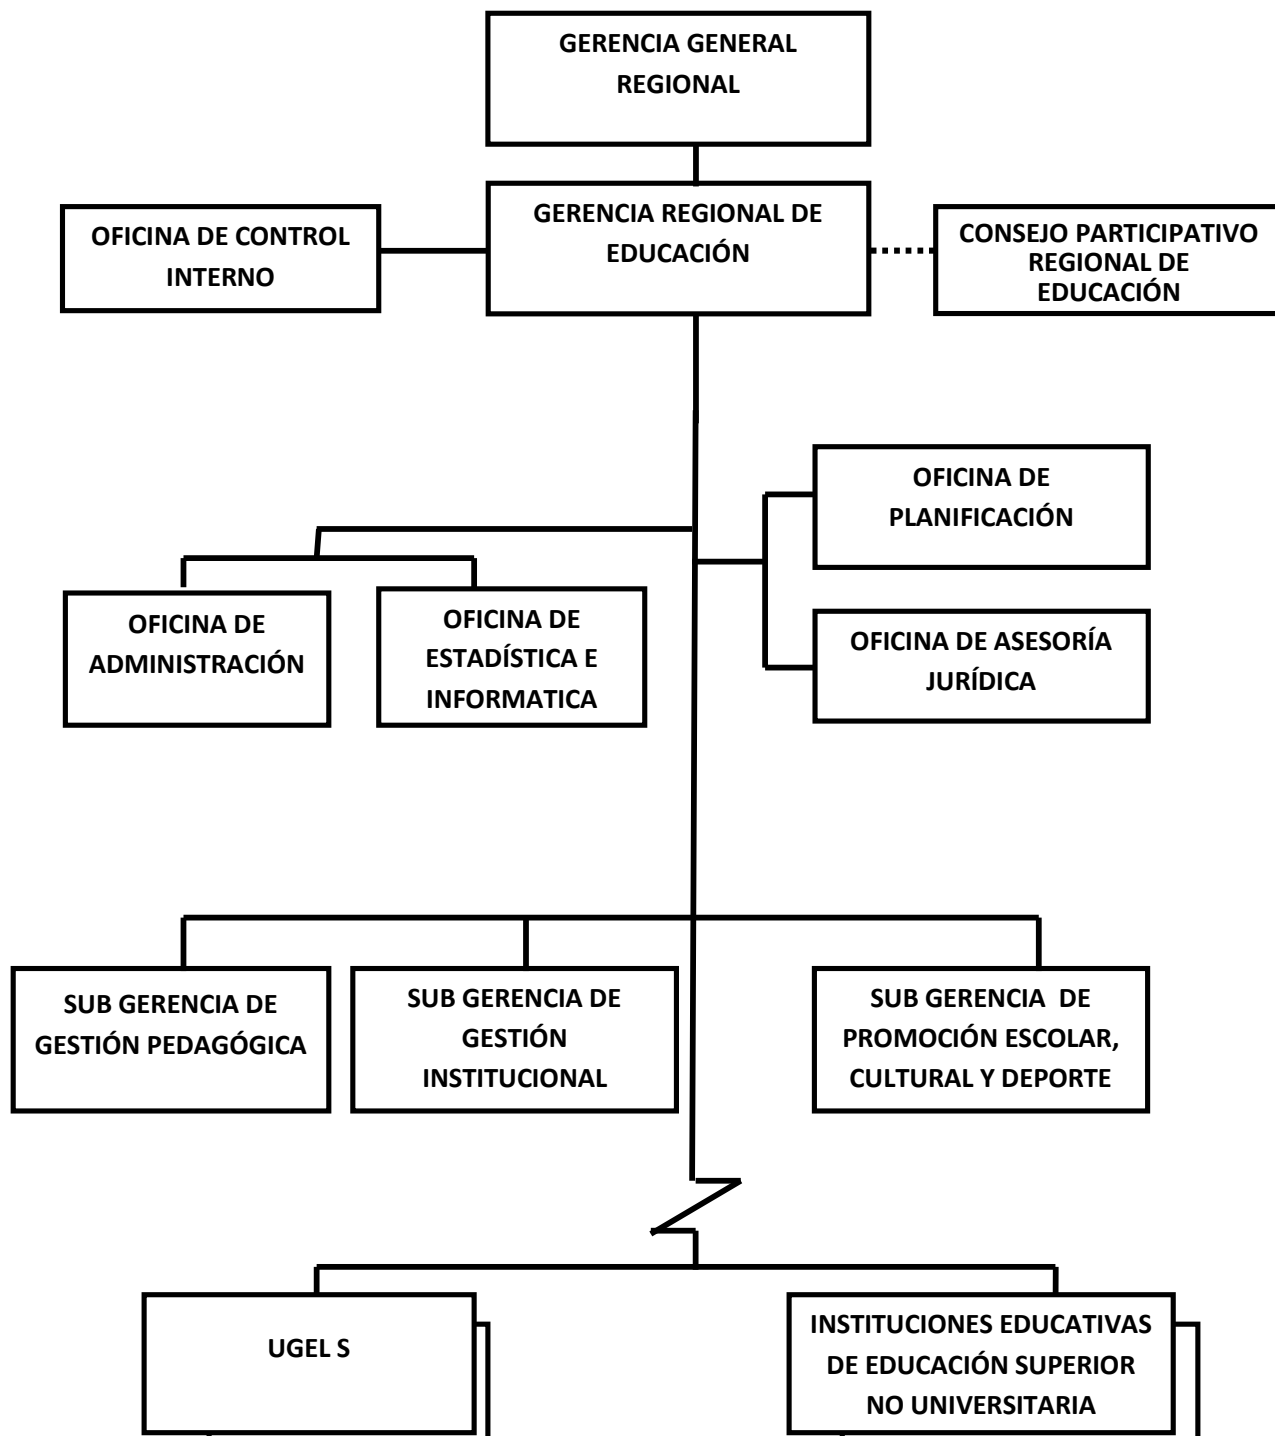 GERENCIA GENERAL
REGIONAL
OFICINA DE CONTROL
INTERNO
GERENCIA REGIONAL DE
EDUCACIÓN
CONSEJO PARTICIPATIVO
REGIONAL DE
EDUCACIÓN
OFICINA DE
PLANIFICACIÓN
OFICINA DE
ADMINISTRACIÓN
OFICINA DE
ESTADÍSTICA E
INFORMATICA
OFICINA DE ASESORÍA
JURÍDICA
SUB GERENCIA DE
GESTIÓN PEDAGÓGICA
SUB GERENCIA DE
GESTIÓN
INSTITUCIONAL
SUB GERENCIA  DE
PROMOCIÓN ESCOLAR,
CULTURAL Y DEPORTE
UGEL S
INSTITUCIONES EDUCATIVAS
DE EDUCACIÓN SUPERIOR
NO UNIVERSITARIA